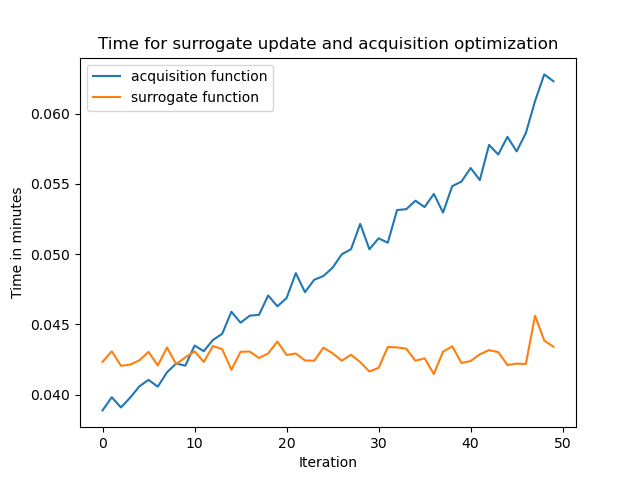 Time for surrogate update and acquisition optimization
acquisition function
surrogate function
0.060
0.055
0.050
0.045
0.040
Time in minutes
0 10 20 30 40 50
Iteration